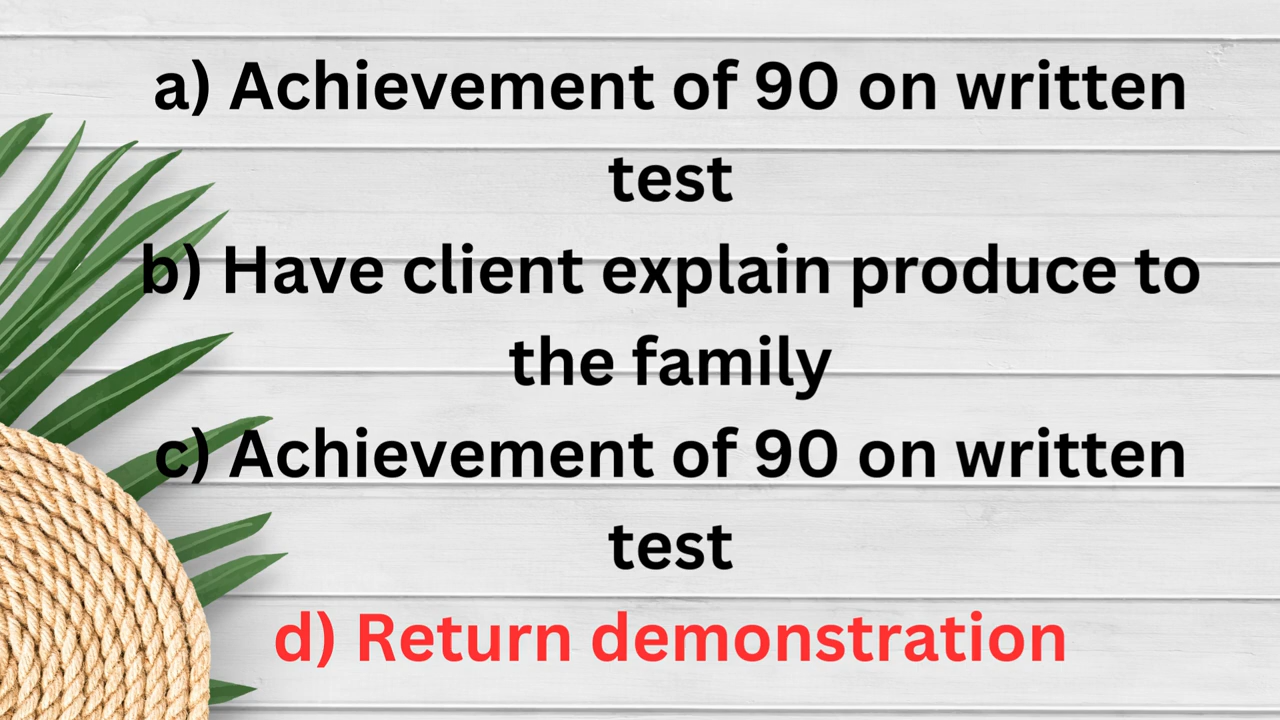 a) Achievement of 90 on written
test
b) Have client explain produce to
the family
c) Achievement of 90 on written
test
d) Return demonstration